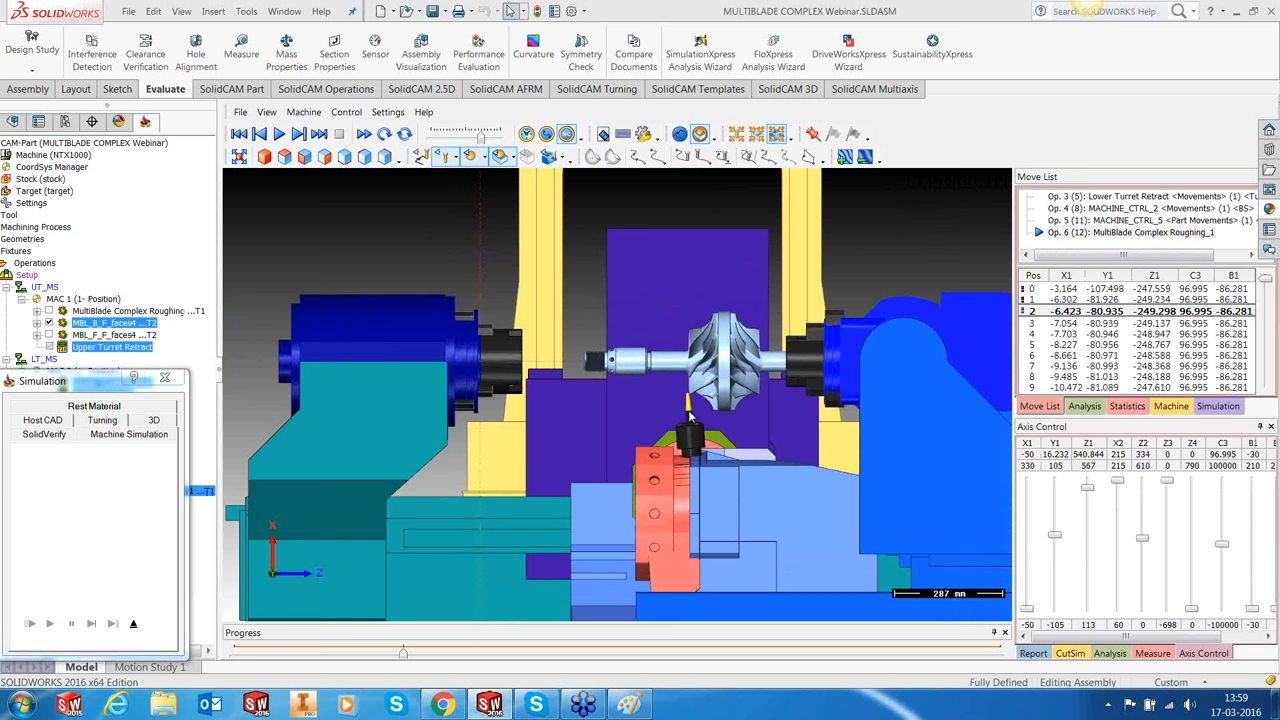 SOLIDWORKS File Edit View Insert Tools Window Help MULTIBLADE COMPLEX Webinar.SLDASM Search SOLIDWORKS Help
Design Study Interference Detection Clearance Verification Hole Alignment Measure Mass Properties Section Properties Sensor Assembly Visualization Performance Evaluation Curvature Symmetry Check Compare Documents SimulationXpress Analysis Wizard FloXpress Analysis Wizard DriveWorksXpress Wizard SustainabilityXpress
Assembly Layout Sketch Evaluate SolidCAM Part SolidCAM Operations SolidCAM 2.5D SolidCAM AFRM SolidCAM Turning SolidCAM Templates SolidCAM 3D SolidCAM Multiaxis
File View Machine Control Settings Help
CAM-Part (MULTIBLADE COMPLEX Webinar)
Machine (NTX1000)
CoordSys Manager
Stock (stock)
Target (target)
Settings
Tool
Machining Process
Geometries
Fixtures
Operations
Setup
UT_MS
MAC 1 (1- Position)
MultiBlade Complex Roughing ...T1
MBL_B_F_faces4 ...T2
MBL_F_F_faces4 ...T2
Upper Turret Retract
LT_MS
Simulation
Rest Material
Host CAD Turning 3D
SolidVerify Machine Simulation
1 ...T1
X
Z
287 mm
Progress
Move List
Op. 3 (5): Lower Turret Retract <Movements> (1) <Tu
Op. 4 (8): MACHINE_CTRL_2 <Movements> (1) <BS>
Op. 5 (11): MACHINE_CTRL_5 <Part Movements> (1) <
Op. 6 (12): MultiBlade Complex Roughing_1
Pos X1 Y1 Z1 C3 B1
0 -3.164 -107.498 -247.559 96.995 -86.281
1 -6.302 -81.926 -249.234 96.995 -86.281
2 -6.423 -80.935 -249.298 96.995 -86.281
3 -7.054 -80.939 -249.147 96.995 -86.281
4 -7.703 -80.946 -248.947 96.995 -86.281
5 -8.227 -80.956 -248.767 96.995 -86.281
6 -8.661 -80.971 -248.588 96.995 -86.281
7 -9.136 -80.993 -248.368 96.995 -86.281
8 -9.485 -81.013 -248.188 96.995 -86.281
9 -10.472 -81.089 -247.609 96.995 -86.281
Move List Analysis Statistics Machine Simulation
Axis Control
X1 Y1 Z1 X2 Z2 Z3 C3 B1
-50 16.232 540.844 215 334 0 96.995 -30
330 105 567 215 610 790 100000 210
-50 -105 113 60 0 -698 -100000 -30
Report CutSim Analysis Measure Axis Control
Model Motion Study 1
SOLIDWORKS 2016 x64 Edition Fully Defined Editing Assembly Custom
13:59
17-03-2016